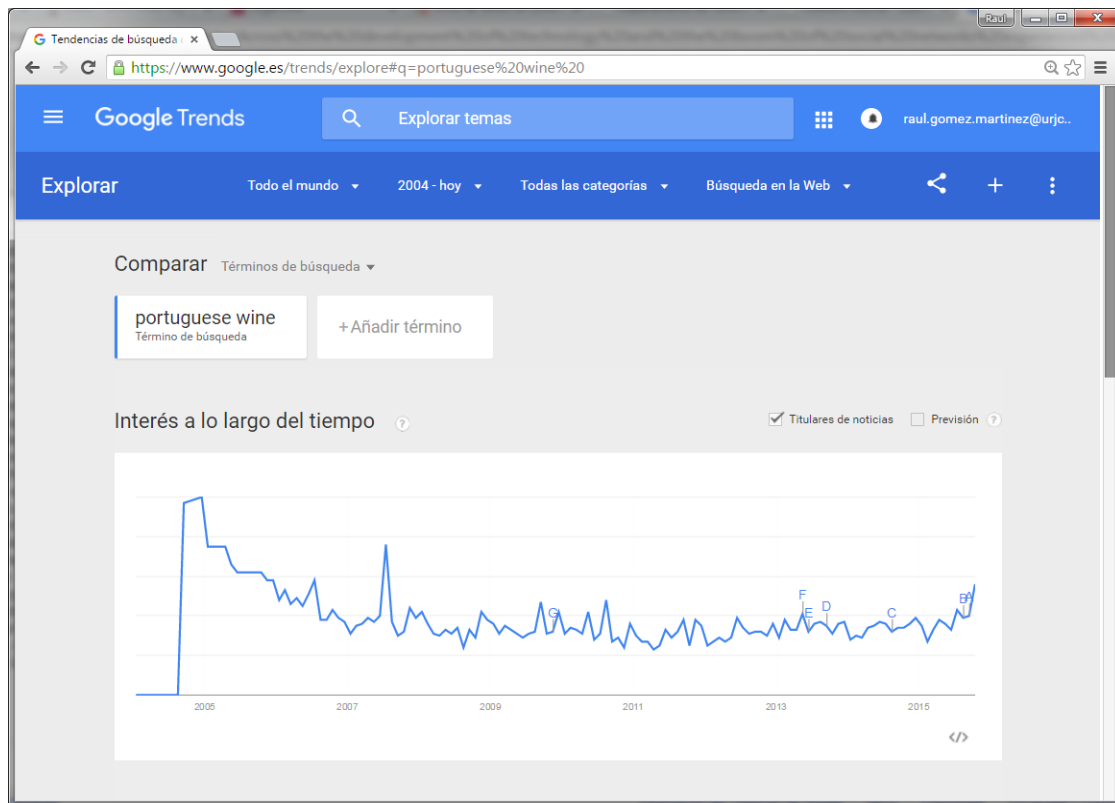 Raul
Tendencias de búsqueda
https://www.google.es/trends/explore#q=portuguese%20wine%20
Google Trends
Explorar temas
raul.gomez.martinez@urjc..
Explorar
Todo el mundo
2004 - hoy
Todas las categorías
Búsqueda en la Web
Comparar
Términos de búsqueda
portuguese wine
Término de búsqueda
+ Añadir término
Interés a lo largo del tiempo
?
Titulares de noticias
Previsión
?
F
E
D
G
C
B
A
2005
2007
2009
2011
2013
2015
</>